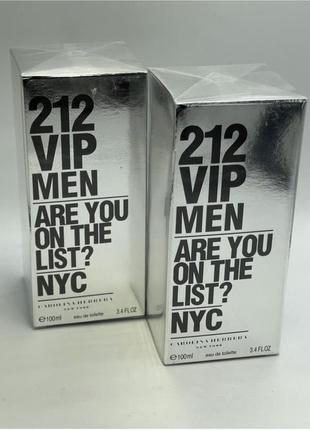 212
VIP
MEN
ARE YOU
ON THE
LIST?
NYC
CAROLINA HERRERA
NEW YORK
℮100ml eau de toilette 3.4 FL.OZ
212
VIP
MEN
ARE YOU
ON THE
LIST?
NYC
CAROLINA HERRERA
NEW YORK
℮100ml eau de toilette 3.4 FL.OZ